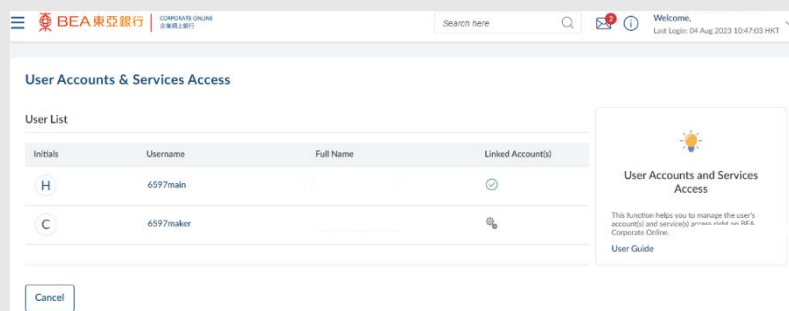 BEA東亞銀行 CORPORATE ONLINE
企業網上銀行
Search here
2
Welcome,
Last Login: 04 Aug 2023 10:47:03 HKT
User Accounts & Services Access
User List
Initials Username Full Name Linked Account(s)
H 6597main
C 6597maker
User Accounts and Services
Access
This function helps you to manage the user's
account(s) and service(s) access right on BEA
Corporate Online.
User Guide
Cancel